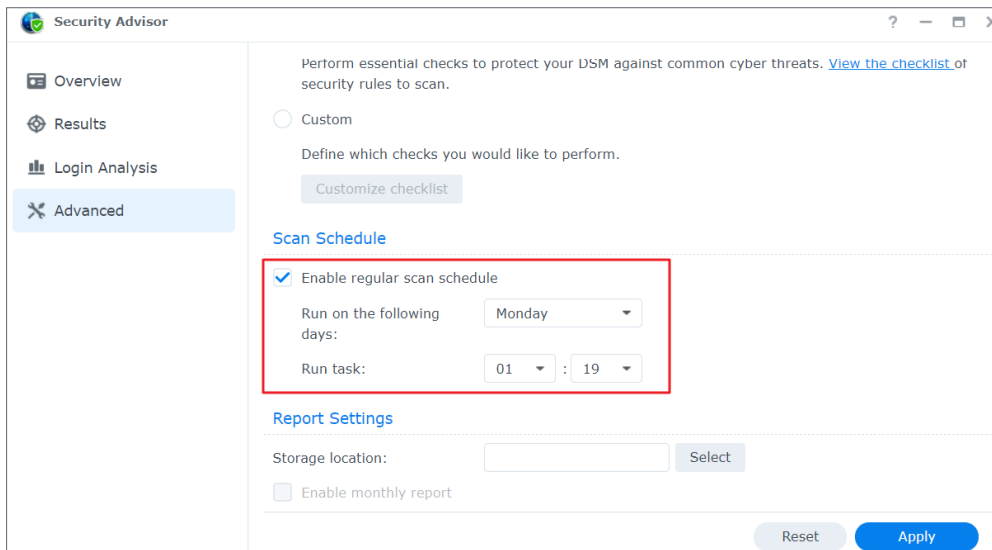 Security Advisor
?
Overview
Results
Login Analysis
Advanced
Perform essential checks to protect your DSM against common cyber threats. View the checklist of
security rules to scan.
Custom
Define which checks you would like to perform.
Customize checklist
Scan Schedule
Enable regular scan schedule
Run on the following
days:
Monday
Run task:
01 : 19
Report Settings
Storage location:
Select
Enable monthly report
Reset
Apply